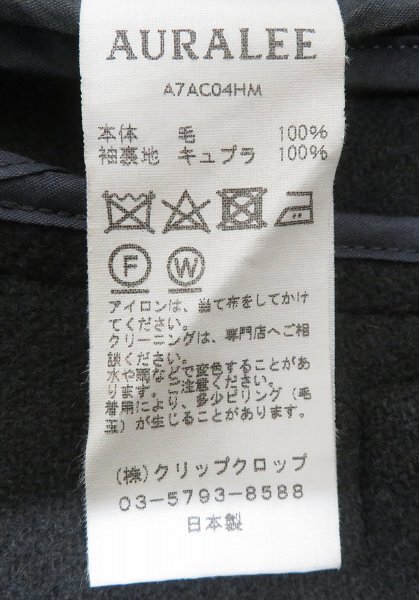 AURALEE
A7AC04HM
本体 毛 100%
袖裏地 キュプラ 100%
F W
アイロンは、当て布をしてかけ
てください。
クリーニングは、専門店へご相
談ください。
水や雨などで変色することがあ
ります。ご注意ください。
着用により、多少ピリング(毛
玉)が生じることがあります。
(株)クリップクロップ
03-5793-8588
日本製